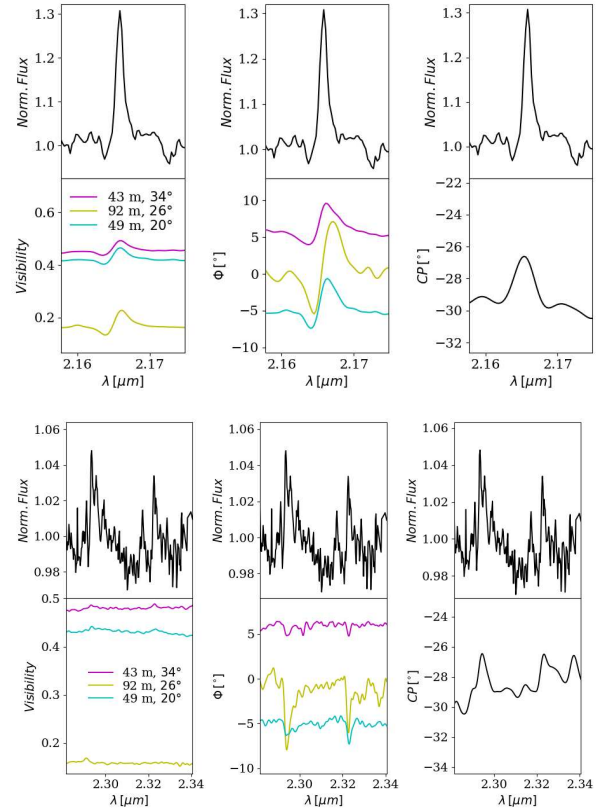 1.3
1.2
1.1
1.0
Norm. Flux
1.3
1.2
1.1
1.0
Norm. Flux
1.3
1.2
1.1
1.0
Norm. Flux
0.6
0.4
0.2
Visibility
43 m, 34°
92 m, 26°
49 m, 20°
2.16
2.17
λ [μm]
10
5
0
−5
−10
Φ [°]
2.16
2.17
λ [μm]
−22
−24
−26
−28
−30
−32
CP [°]
2.16
2.17
λ [μm]
1.06
1.04
1.02
1.00
0.98
Norm. Flux
1.06
1.04
1.02
1.00
0.98
Norm. Flux
1.06
1.04
1.02
1.00
0.98
Norm. Flux
0.5
0.4
0.3
0.2
Visibility
43 m, 34°
92 m, 26°
49 m, 20°
2.30
2.32
2.34
λ [μm]
5
0
−5
−10
Φ [°]
2.30
2.32
2.34
λ [μm]
−24
−26
−28
−30
−32
−34
CP [°]
2.30
2.32
2.34
λ [μm]